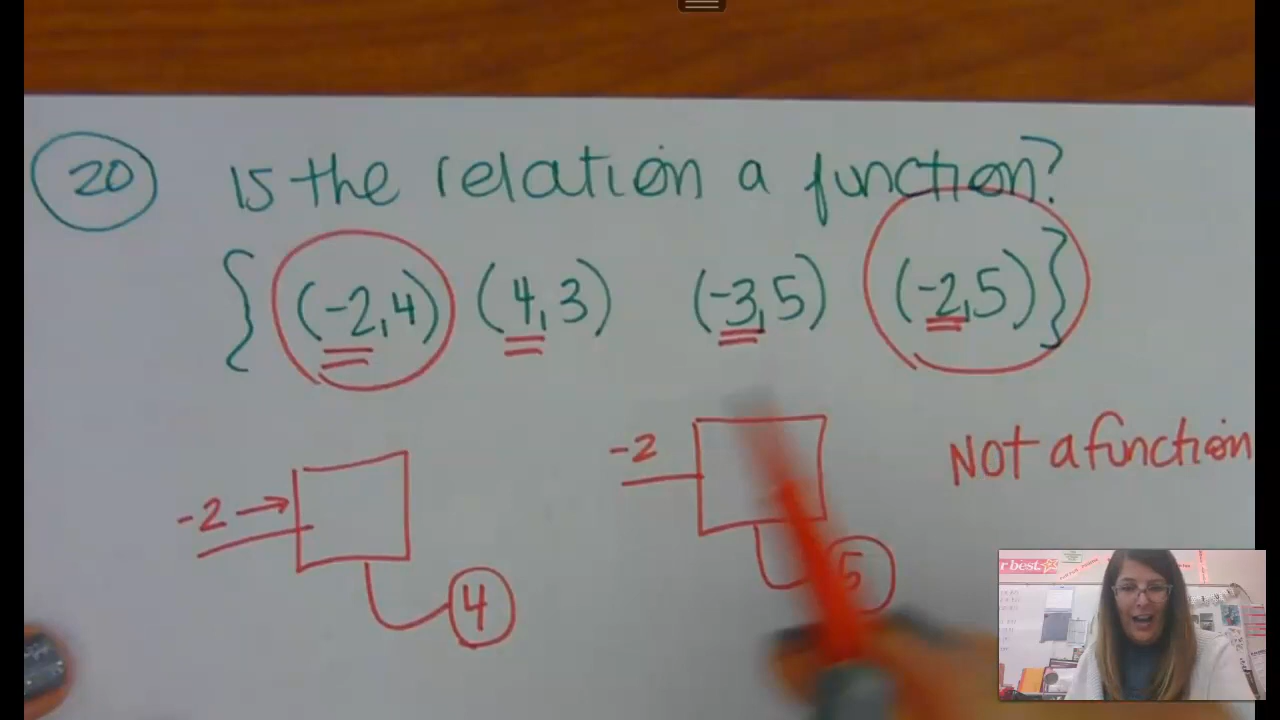 20 Is the relation a function?
{(-2,4) (4,3) (-3,5) (-2,5)}
-2 → 4
-2 5
Not a function
r best.